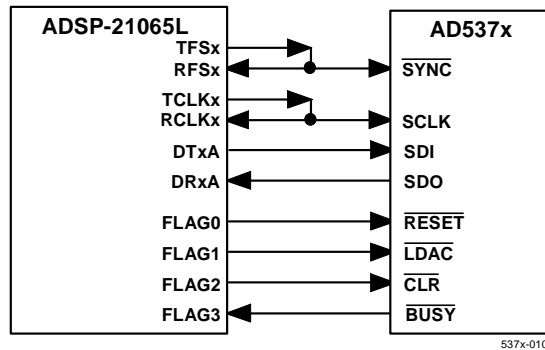 ADSP-21065L
AD537x
TFSx
RFSx
SYNC
TCLKx
RCLKx
SCLK
DTxA
SDI
DRxA
SDO
FLAG0
RESET
FLAG1
LDAC
FLAG2
CLR
FLAG3
BUSY
537x-010